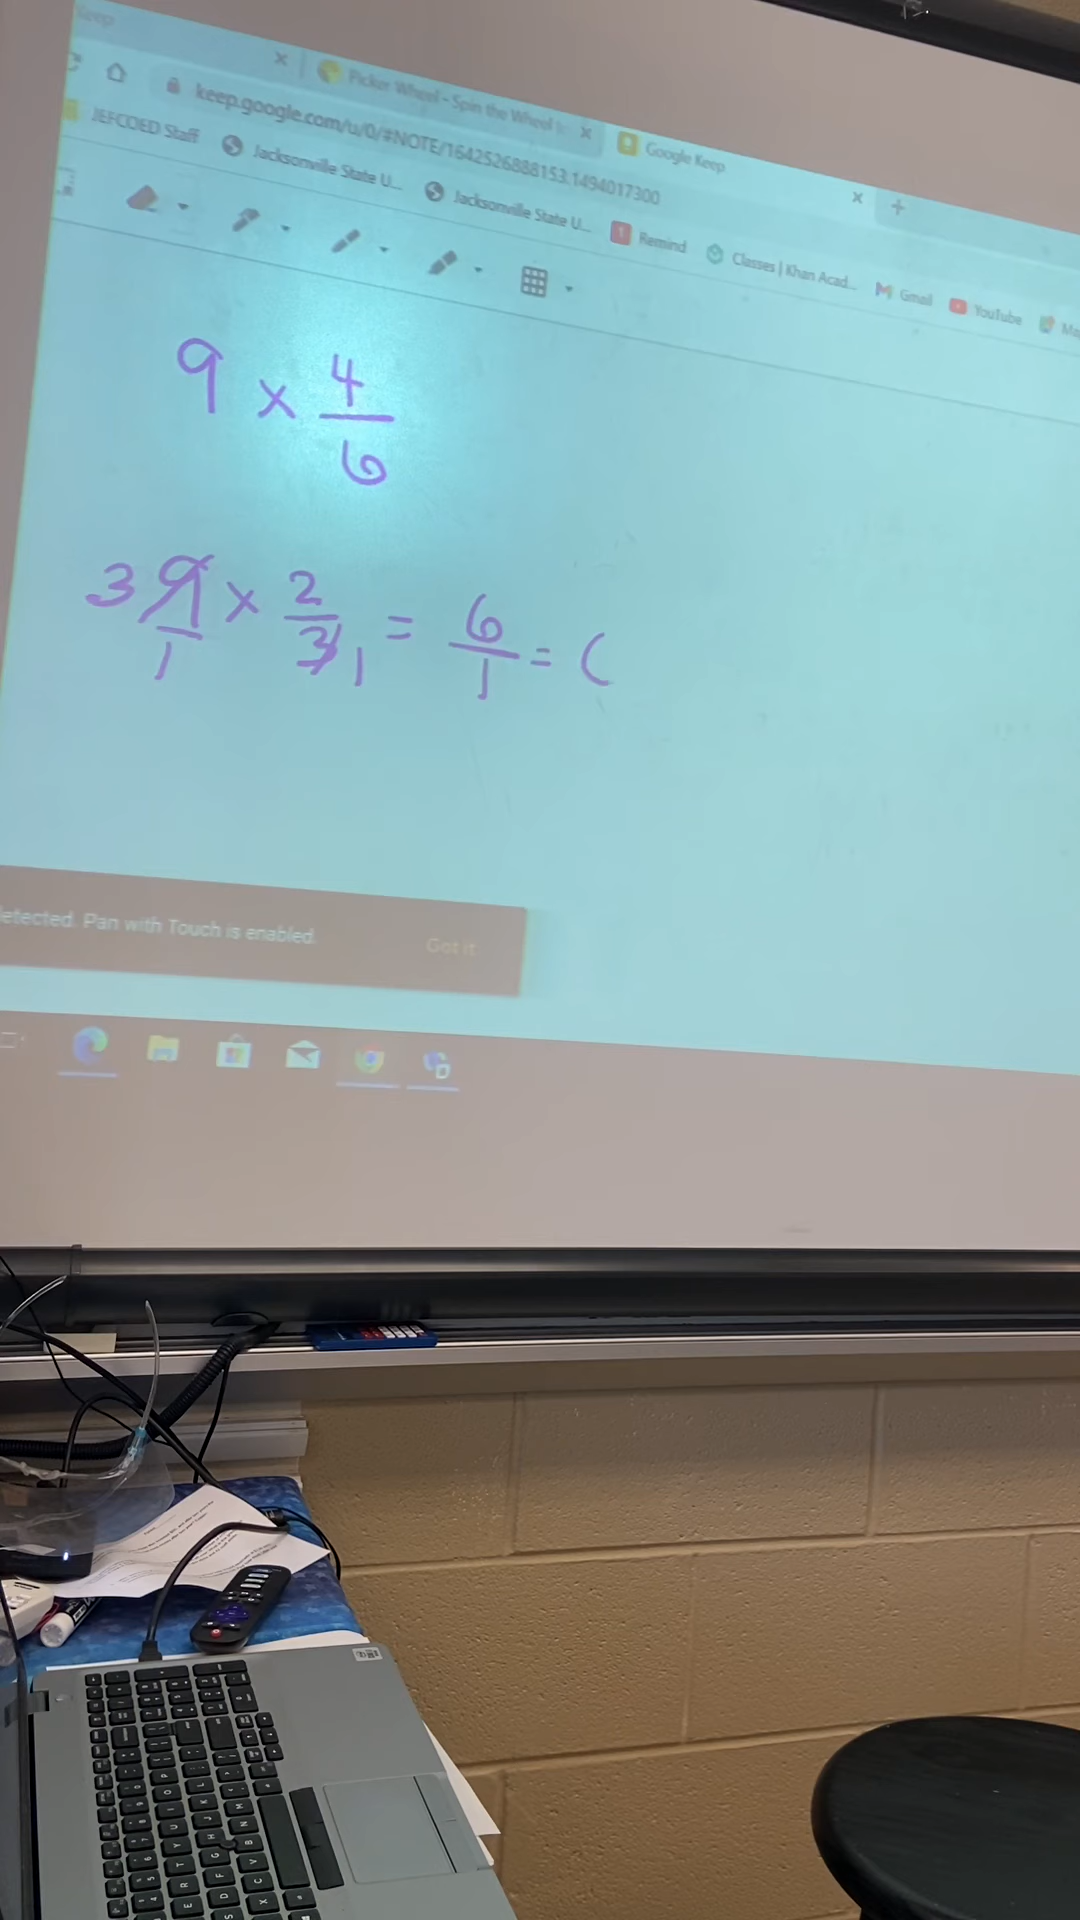 Keep
Picker Wheel - Spin the Wheel
Google Keep
keep.google.com/u/0/#NOTE/1642526888153.1494017300
JEFCOED Staff
Jacksonville State U...
Jacksonville State U...
Remind
Classes | Khan Acad...
Gmail
YouTube
9 × 4/6
3 9/1 × 2/3 1 = 6/1 = (
etected. Pan with Touch is enabled.
Got it